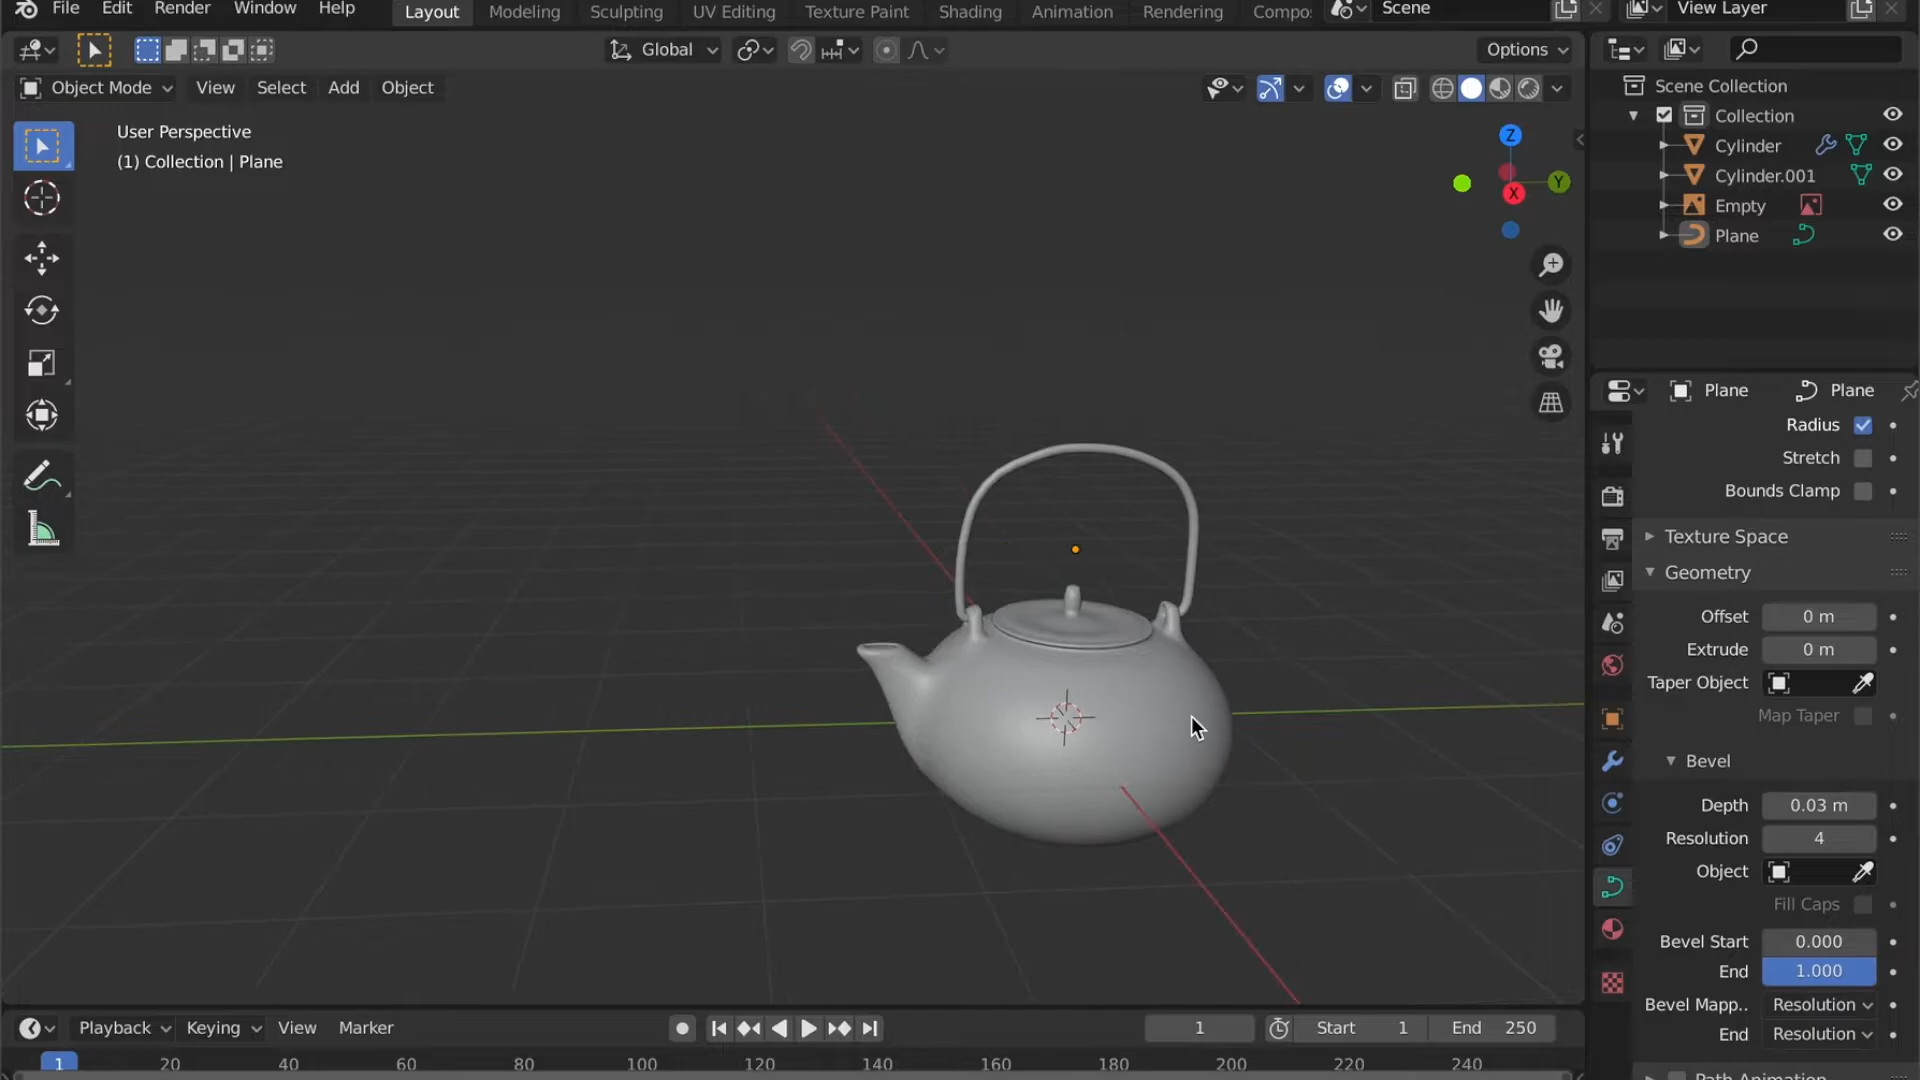 File Edit Render Window Help Layout Modeling Sculpting UV Editing Texture Paint Shading Animation Rendering Compo Scene View Layer
Global Options
Object Mode View Select Add Object
User Perspective
(1) Collection | Plane
Z
Y
X
Scene Collection
Collection
Cylinder
Cylinder.001
Empty
Plane
Plane Plane
Radius
Stretch
Bounds Clamp
Texture Space
Geometry
Offset 0 m
Extrude 0 m
Taper Object
Map Taper
Bevel
Depth 0.03 m
Resolution 4
Object
Fill Caps
Bevel Start 0.000
End 1.000
Bevel Mapp.. Resolution
End Resolution
Path Animation
Playback Keying View Marker 1 Start 1 End 250
1 20 40 60 80 100 120 140 160 180 200 220 240